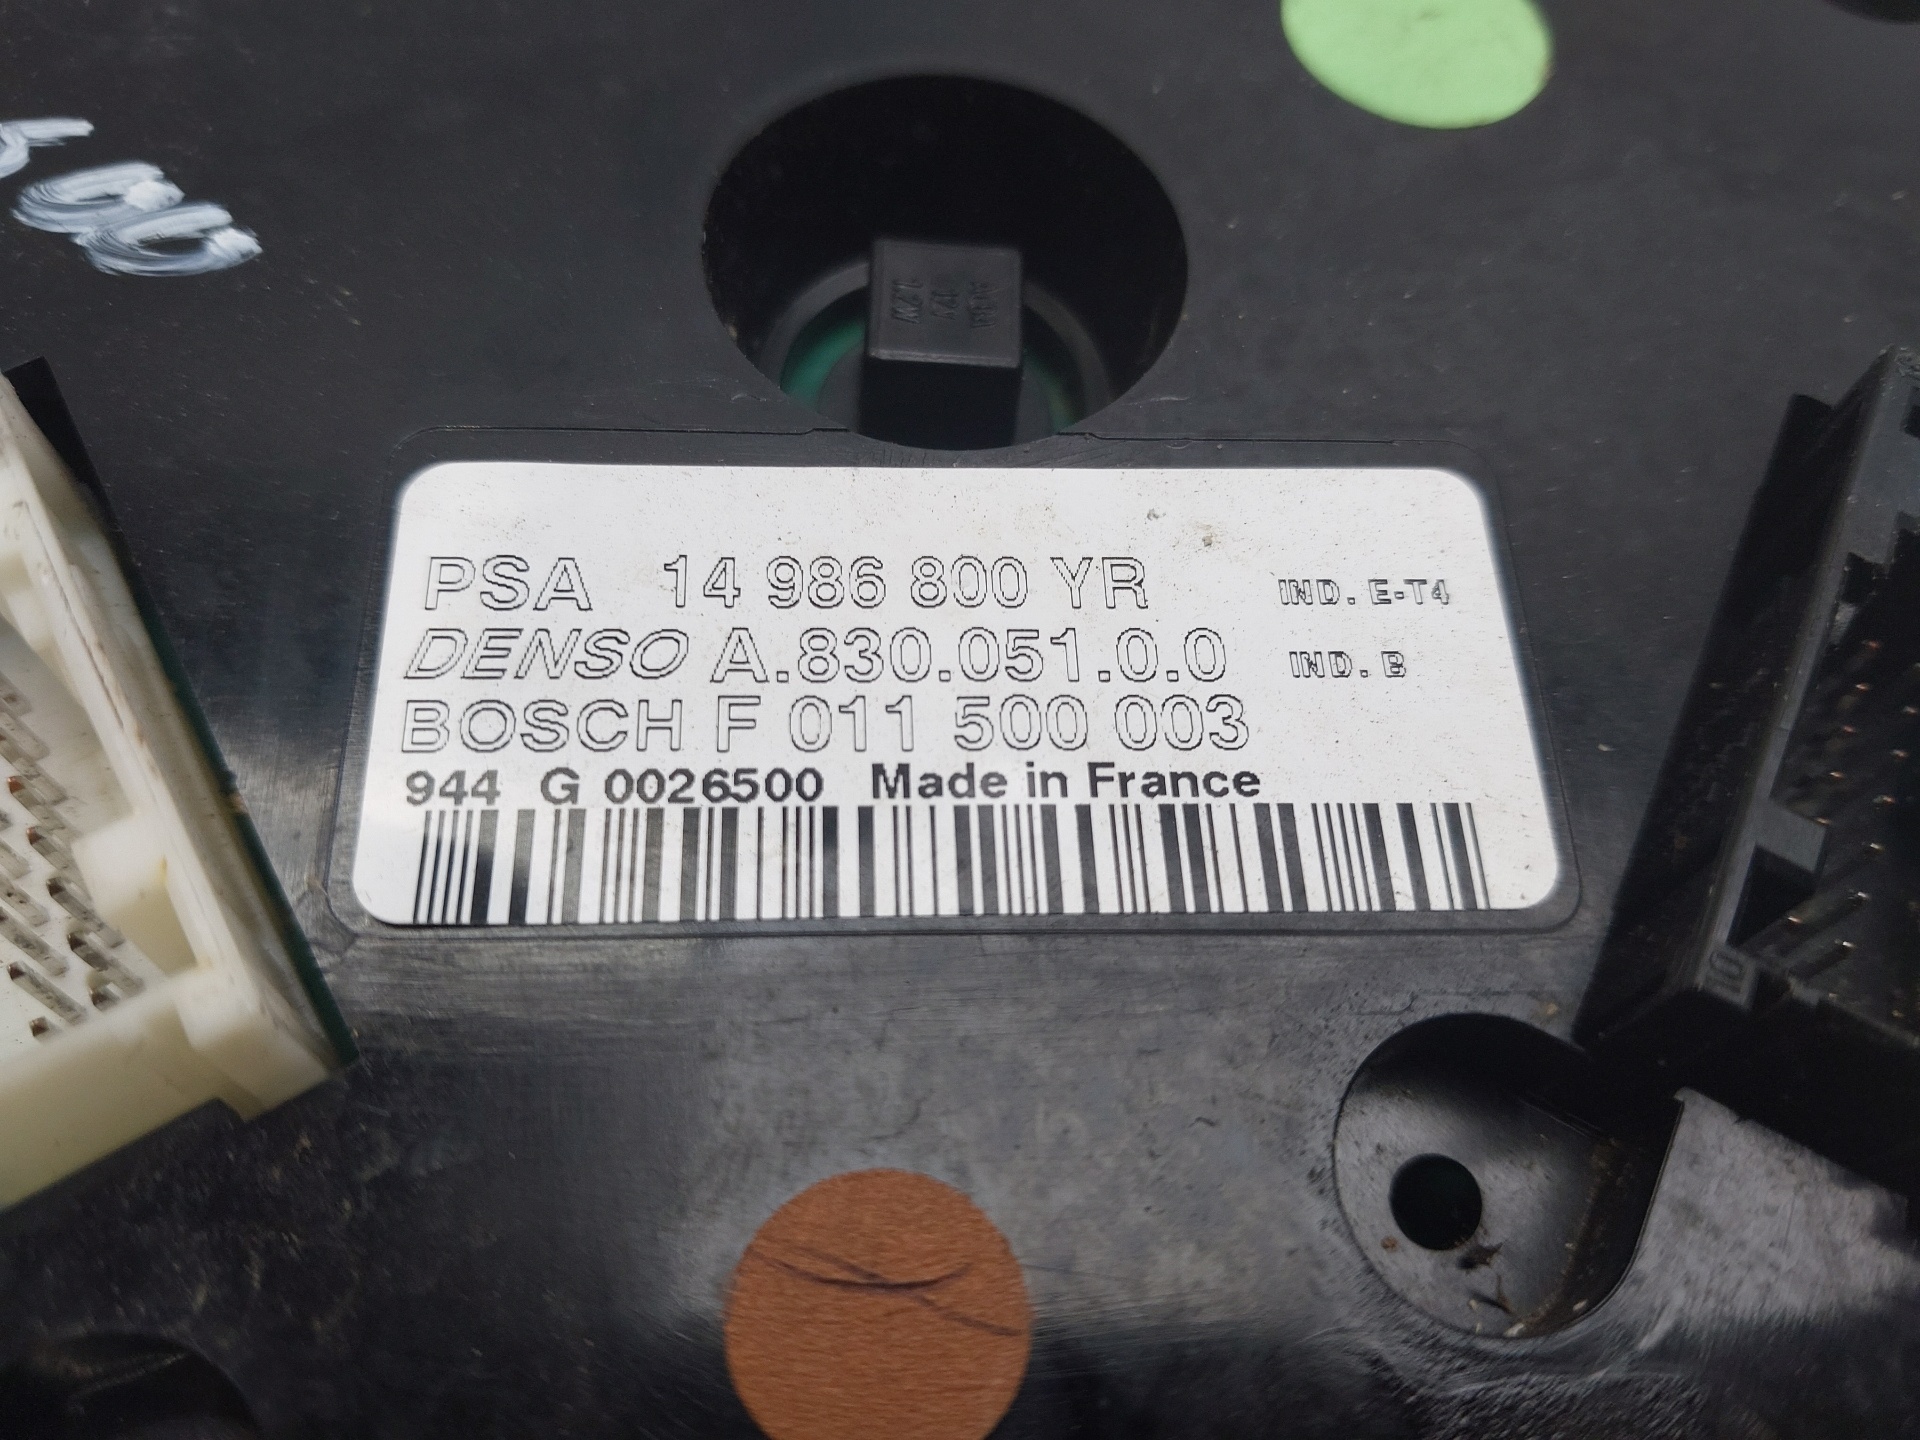 PSA 14 986 800 YR IND. E-T4
DENSO A.830.051.0.0 IND. B
BOSCH F 011 500 003
944 G 0026500 Made in France